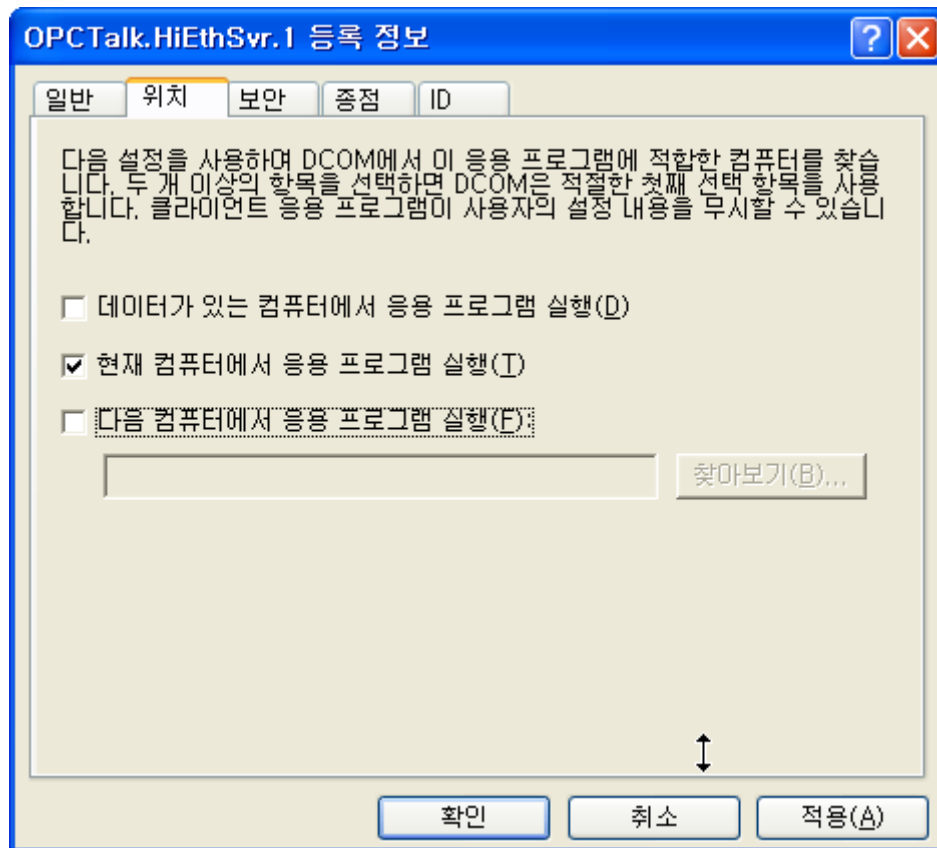 OPCTalk.HiEthSvr.1 등록 정보
일반 위치 보안 종점 ID
다음 설정을 사용하여 DCOM에서 이 응용 프로그램에 적합한 컴퓨터를 찾습
니다. 두 개 이상의 항목을 선택하면 DCOM은 적절한 첫째 선택 항목을 사용
합니다. 클라이언트 응용 프로그램이 사용자의 설정 내용을 무시할 수 있습니
다.
데이터가 있는 컴퓨터에서 응용 프로그램 실행(D)
현재 컴퓨터에서 응용 프로그램 실행(T)
다음 컴퓨터에서 응용 프로그램 실행(F):
찾아보기(B)...
확인 취소 적용(A)